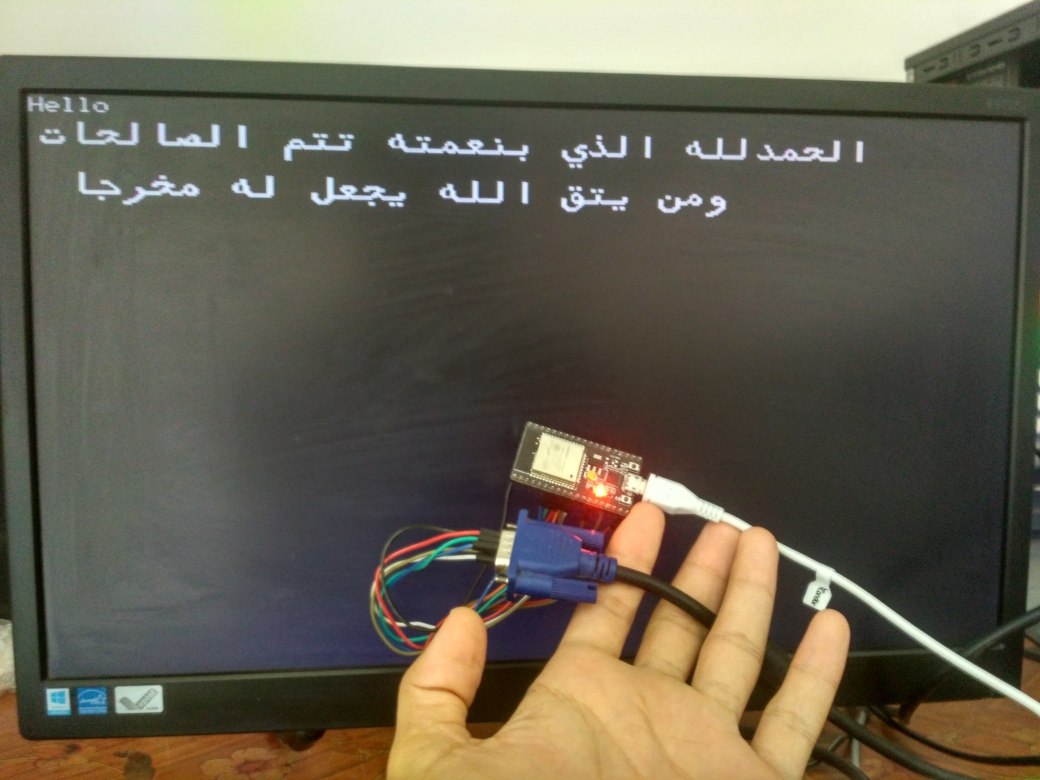 Hello
الحمدلله الذي بنعمته تتم الصالحات
ومن يتق الله يجعل له مخرجا